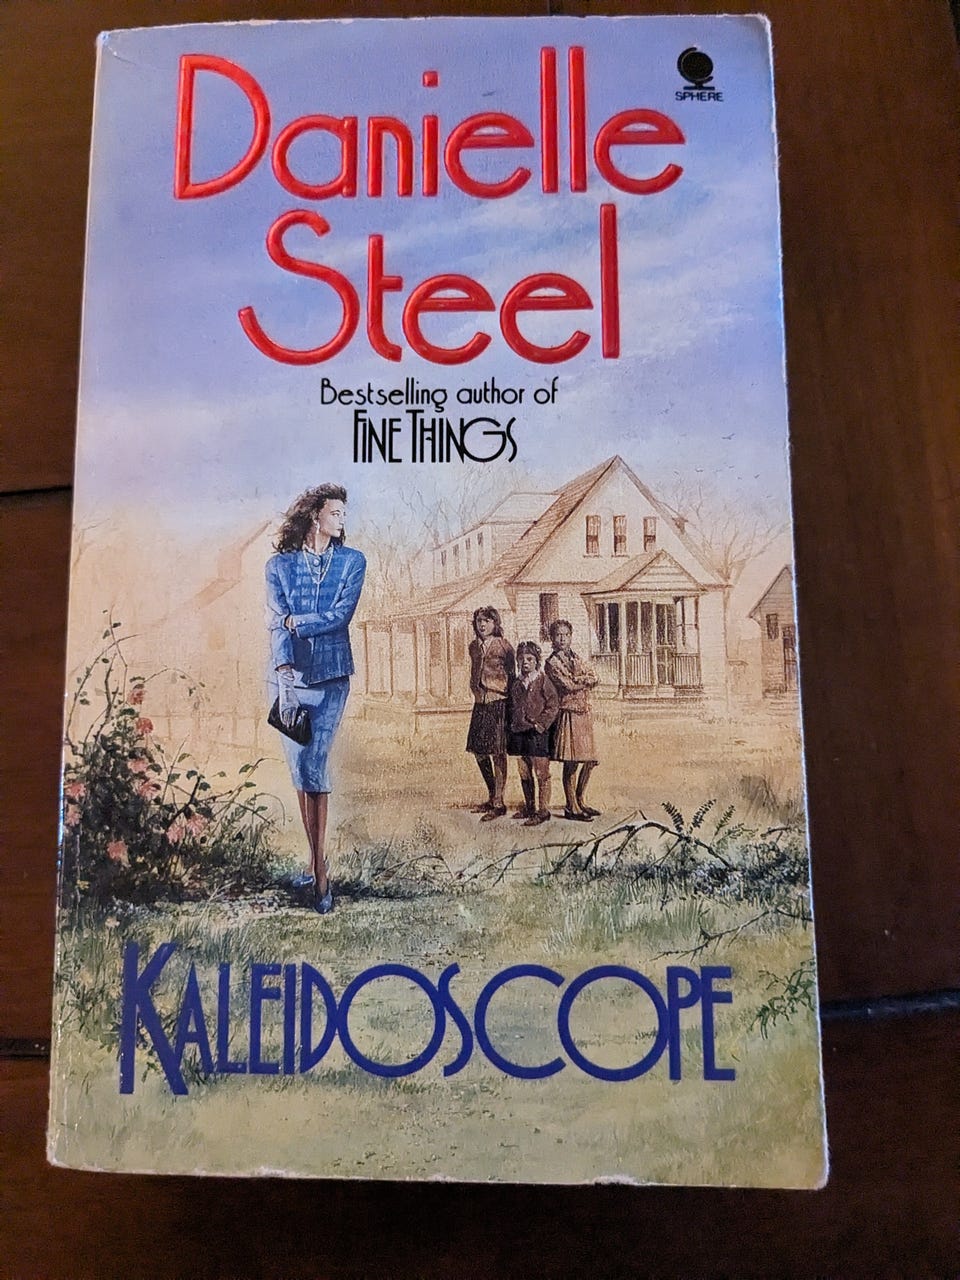 SPHERE
Danielle
Steel
Bestselling author of
FINE THINGS
KALEIDOSCOPE